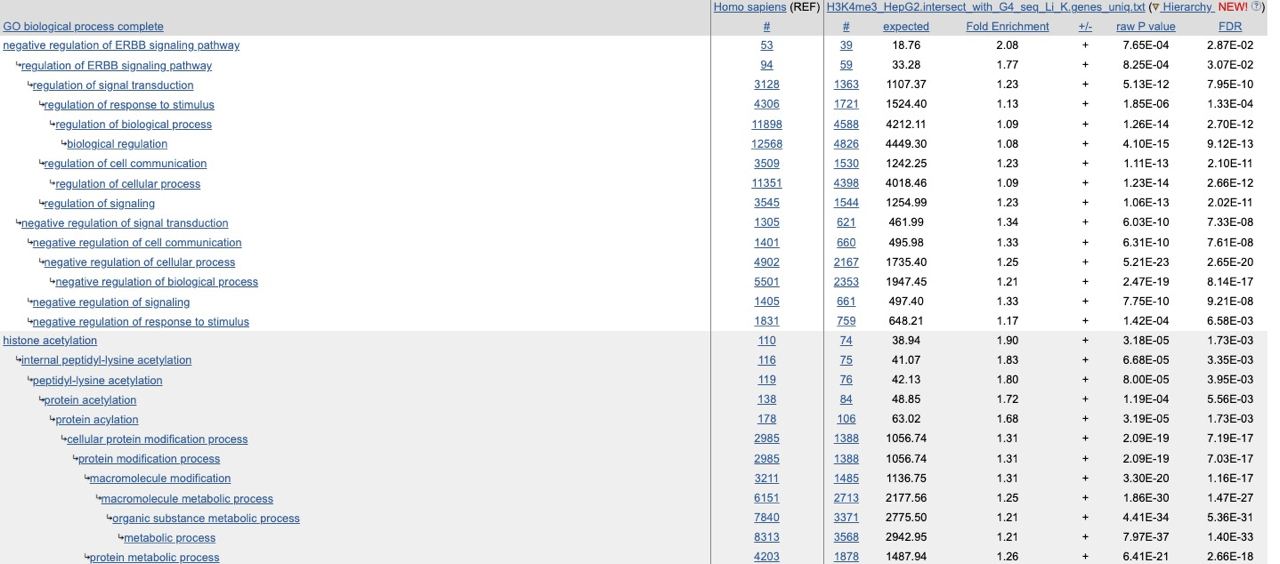 Homo sapiens (REF) H3K4me3_HepG2.intersect_with_G4_seq_Li_K.genes_uniq.txt (▼ Hierarchy NEW! ?)
GO biological process complete # # expected Fold Enrichment +/- raw P value FDR
negative regulation of ERBB signaling pathway 53 39 18.76 2.08 + 7.65E-04 2.87E-02
↳regulation of ERBB signaling pathway 94 59 33.28 1.77 + 8.25E-04 3.07E-02
↳regulation of signal transduction 3128 1363 1107.37 1.23 + 5.13E-12 7.95E-10
↳regulation of response to stimulus 4306 1721 1524.40 1.13 + 1.85E-06 1.33E-04
↳regulation of biological process 11898 4588 4212.11 1.09 + 1.26E-14 2.70E-12
↳biological regulation 12568 4826 4449.30 1.08 + 4.10E-15 9.12E-13
↳regulation of cell communication 3509 1530 1242.25 1.23 + 1.11E-13 2.10E-11
↳regulation of cellular process 11351 4398 4018.46 1.09 + 1.23E-14 2.66E-12
↳regulation of signaling 3545 1544 1254.99 1.23 + 1.06E-13 2.02E-11
↳negative regulation of signal transduction 1305 621 461.99 1.34 + 6.03E-10 7.33E-08
↳negative regulation of cell communication 1401 660 495.98 1.33 + 6.31E-10 7.61E-08
↳negative regulation of cellular process 4902 2167 1735.40 1.25 + 5.21E-23 2.65E-20
↳negative regulation of biological process 5501 2353 1947.45 1.21 + 2.47E-19 8.14E-17
↳negative regulation of signaling 1405 661 497.40 1.33 + 7.75E-10 9.21E-08
↳negative regulation of response to stimulus 1831 759 648.21 1.17 + 1.42E-04 6.58E-03
histone acetylation 110 74 38.94 1.90 + 3.18E-05 1.73E-03
↳internal peptidyl-lysine acetylation 116 75 41.07 1.83 + 6.68E-05 3.35E-03
↳peptidyl-lysine acetylation 119 76 42.13 1.80 + 8.00E-05 3.95E-03
↳protein acetylation 138 84 48.85 1.72 + 1.19E-04 5.56E-03
↳protein acylation 178 106 63.02 1.68 + 3.19E-05 1.73E-03
↳cellular protein modification process 2985 1388 1056.74 1.31 + 2.09E-19 7.19E-17
↳protein modification process 2985 1388 1056.74 1.31 + 2.09E-19 7.03E-17
↳macromolecule modification 3211 1485 1136.75 1.31 + 3.30E-20 1.16E-17
↳macromolecule metabolic process 6151 2713 2177.56 1.25 + 1.86E-30 1.47E-27
↳organic substance metabolic process 7840 3371 2775.50 1.21 + 4.41E-34 5.36E-31
↳metabolic process 8313 3568 2942.95 1.21 + 7.97E-37 1.40E-33
↳protein metabolic process 4203 1878 1487.94 1.26 + 6.41E-21 2.66E-18